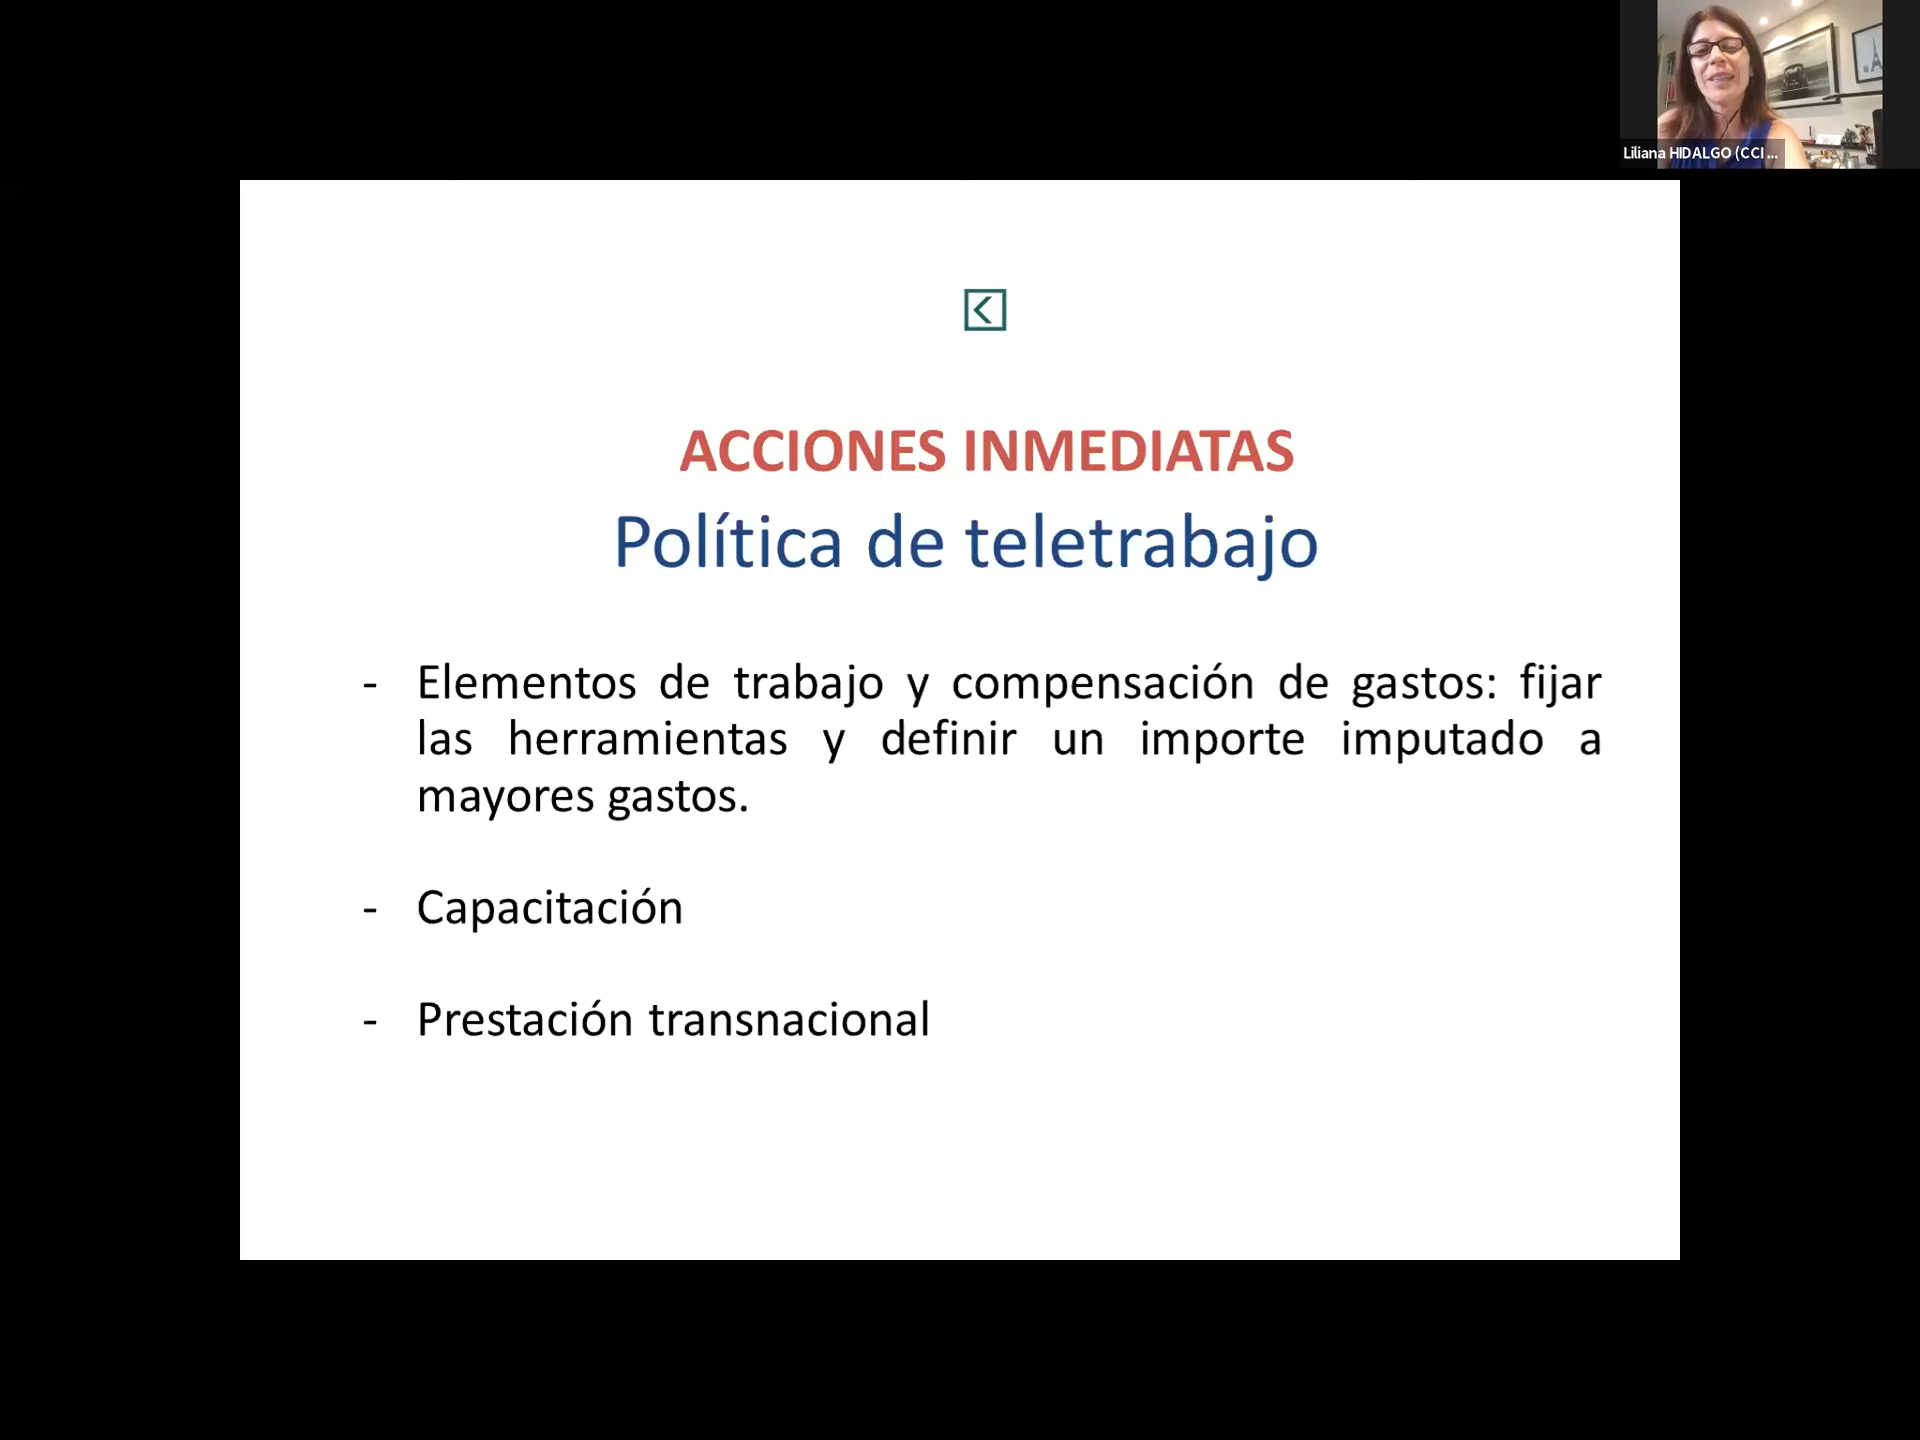 Liliana HIDALGO (CCI ...
ACCIONES INMEDIATAS
Política de teletrabajo
- Elementos de trabajo y compensación de gastos: fijar
las herramientas y definir un importe imputado a
mayores gastos.
- Capacitación
- Prestación transnacional